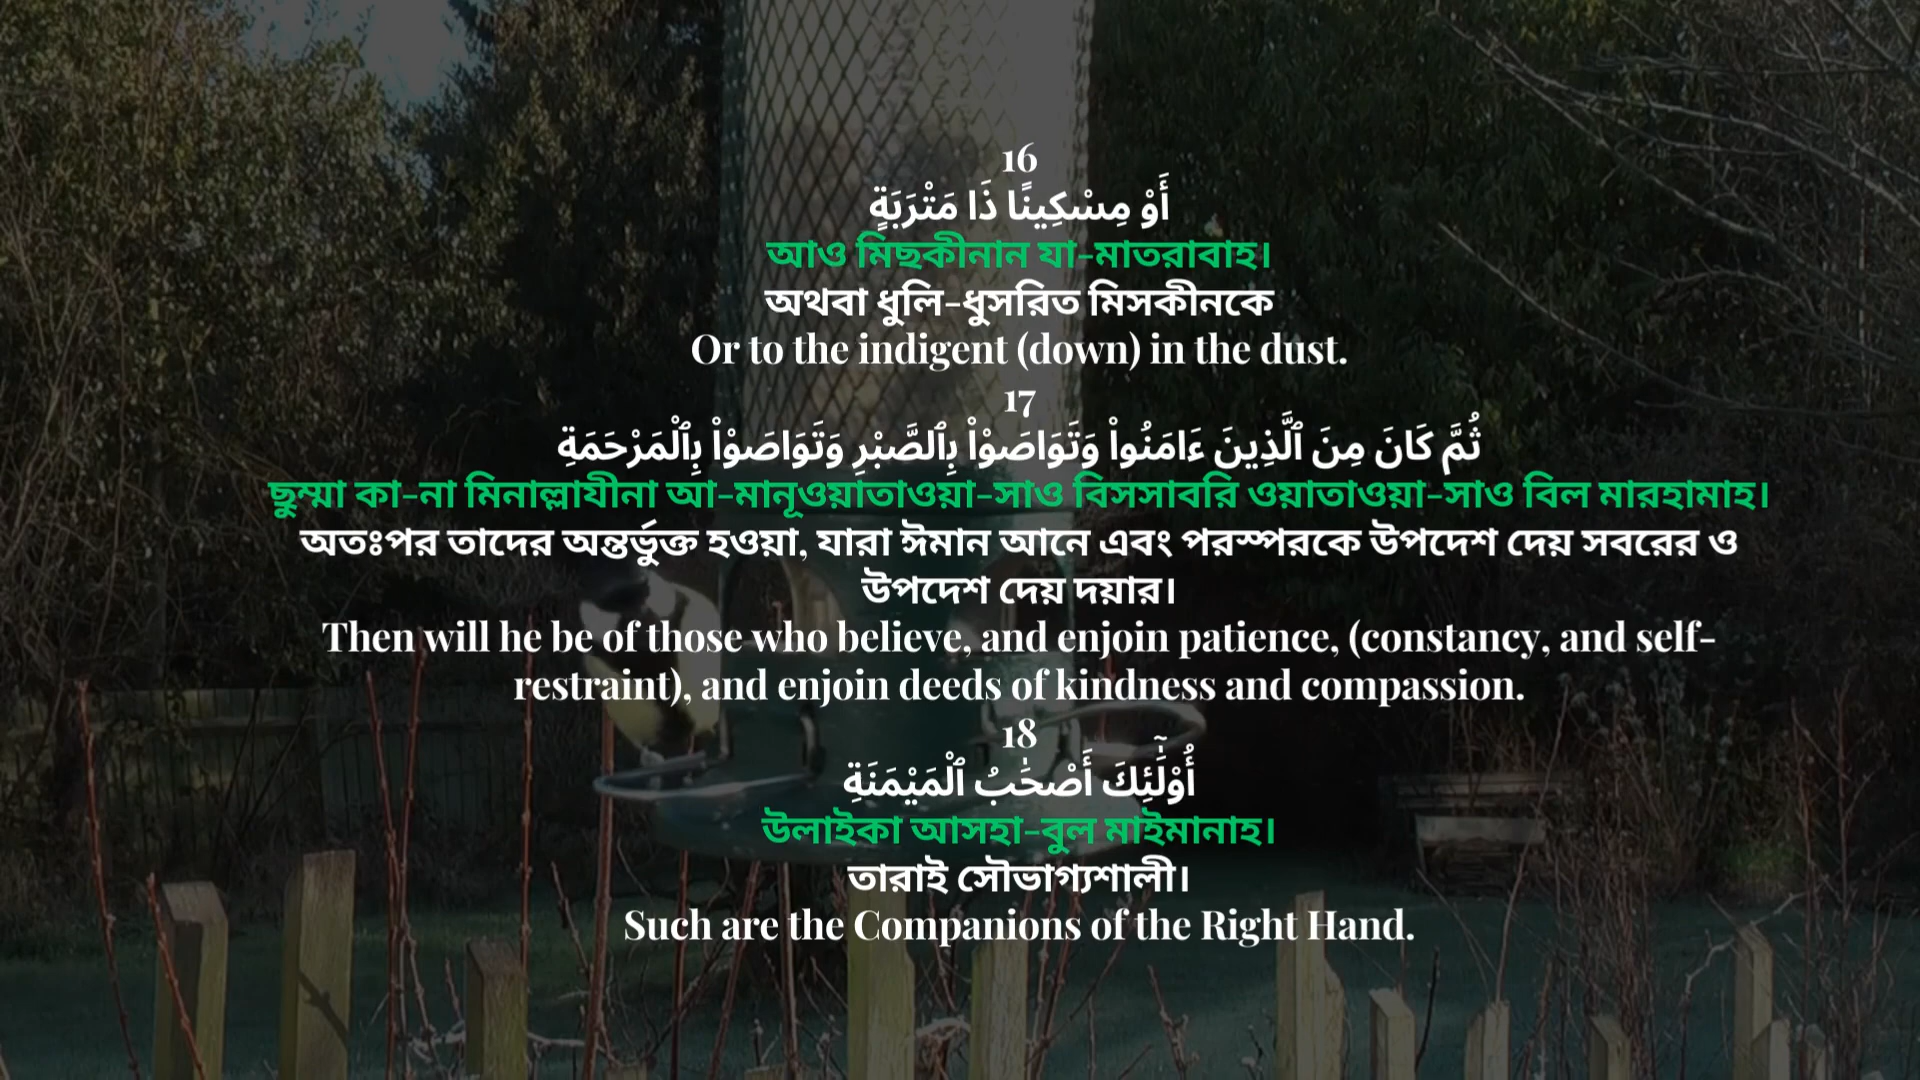 16
أَوْ مِسْكِينًا ذَا مَتْرَبَةٍ
আও মিছকীনান যা-মাতরাবাহ।
অথবা ধুলি-ধুসরিত মিসকীনকে
Or to the indigent (down) in the dust.
17
ثُمَّ كَانَ مِنَ ٱلَّذِينَ ءَامَنُوا۟ وَتَوَاصَوْا۟ بِٱلصَّبْرِ وَتَوَاصَوْا۟ بِٱلْمَرْحَمَةِ
ছুম্মা কা-না মিনাল্লাযীনা আ-মানূওয়াতাওয়া-সাও বিসসাবরি ওয়াতাওয়া-সাও বিল মারহামাহ।
অতঃপর তাদের অন্তর্ভুক্ত হওয়া, যারা ঈমান আনে এবং পরস্পরকে উপদেশ দেয় সবরের ও
উপদেশ দেয় দয়ার।
Then will he be of those who believe, and enjoin patience, (constancy, and self-
restraint), and enjoin deeds of kindness and compassion.
18
أُو۟لَٰٓئِكَ أَصْحَٰبُ ٱلْمَيْمَنَةِ
উলাইকা আসহা-বুল মাইমানাহ।
তারাই সৌভাগ্যশালী।
Such are the Companions of the Right Hand.